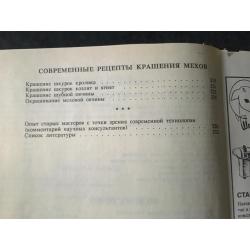 СОВРЕМЕННЫЕ РЕЦЕПТЫ КРАШЕНИЯ МЕХОВ
Крашение шкурок кролика
Крашение шкурок козлят и ягнят
Крашение шубной овчины
Окрашивание меховой овчины
* * *
Опыт старых мастеров с точки зрения современной технологии
(комментарий научных консультантов)
Список литературы
СТА